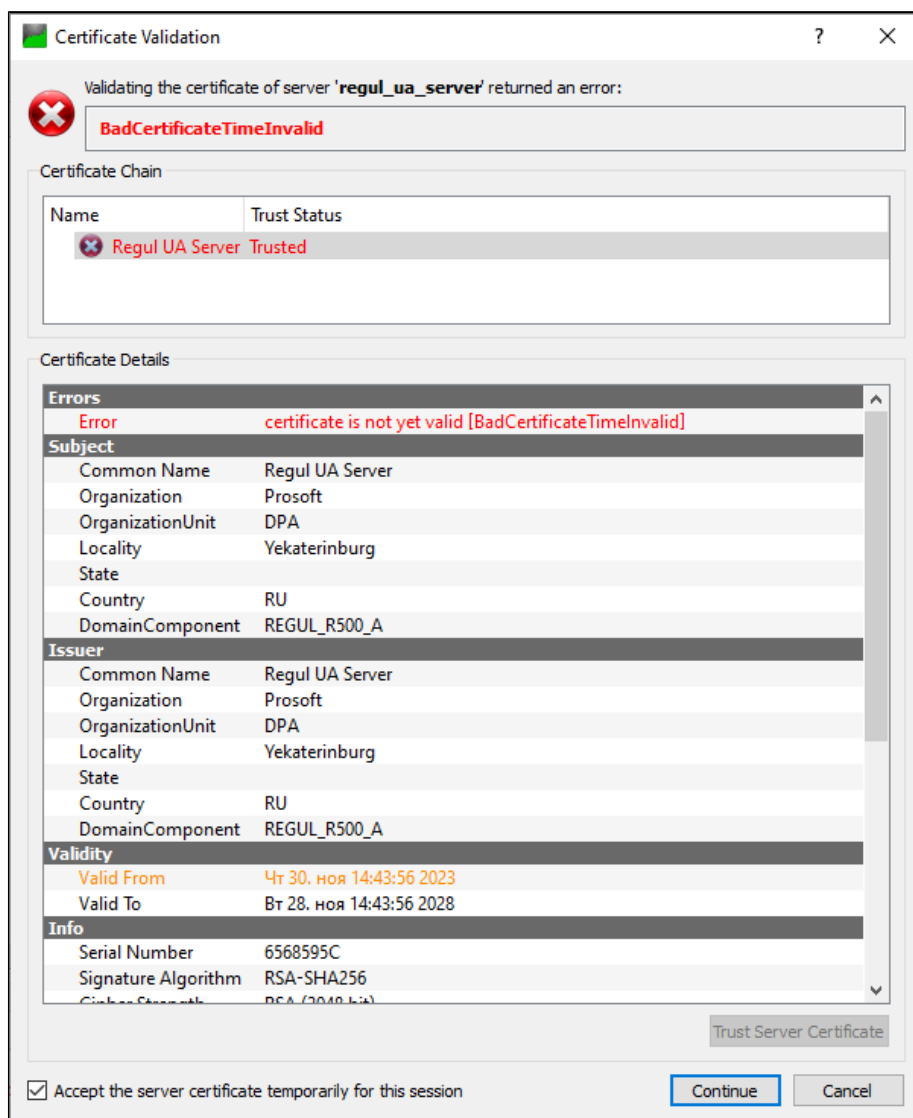 Certificate Validation ?
Validating the certificate of server 'regul_ua_server' returned an error:
BadCertificateTimeInvalid
Certificate Chain
Name Trust Status
Regul UA Server Trusted
Certificate Details
Errors
Error certificate is not yet valid [BadCertificateTimeInvalid]
Subject
Common Name Regul UA Server
Organization Prosoft
OrganizationUnit DPA
Locality Yekaterinburg
State
Country RU
DomainComponent REGUL_R500_A
Issuer
Common Name Regul UA Server
Organization Prosoft
OrganizationUnit DPA
Locality Yekaterinburg
State
Country RU
DomainComponent REGUL_R500_A
Validity
Valid From Чт 30. ноя 14:43:56 2023
Valid To Вт 28. ноя 14:43:56 2028
Info
Serial Number 6568595C
Signature Algorithm RSA-SHA256
Cipher Strength RSA (2048 bit)
Trust Server Certificate
Accept the server certificate temporarily for this session Continue Cancel